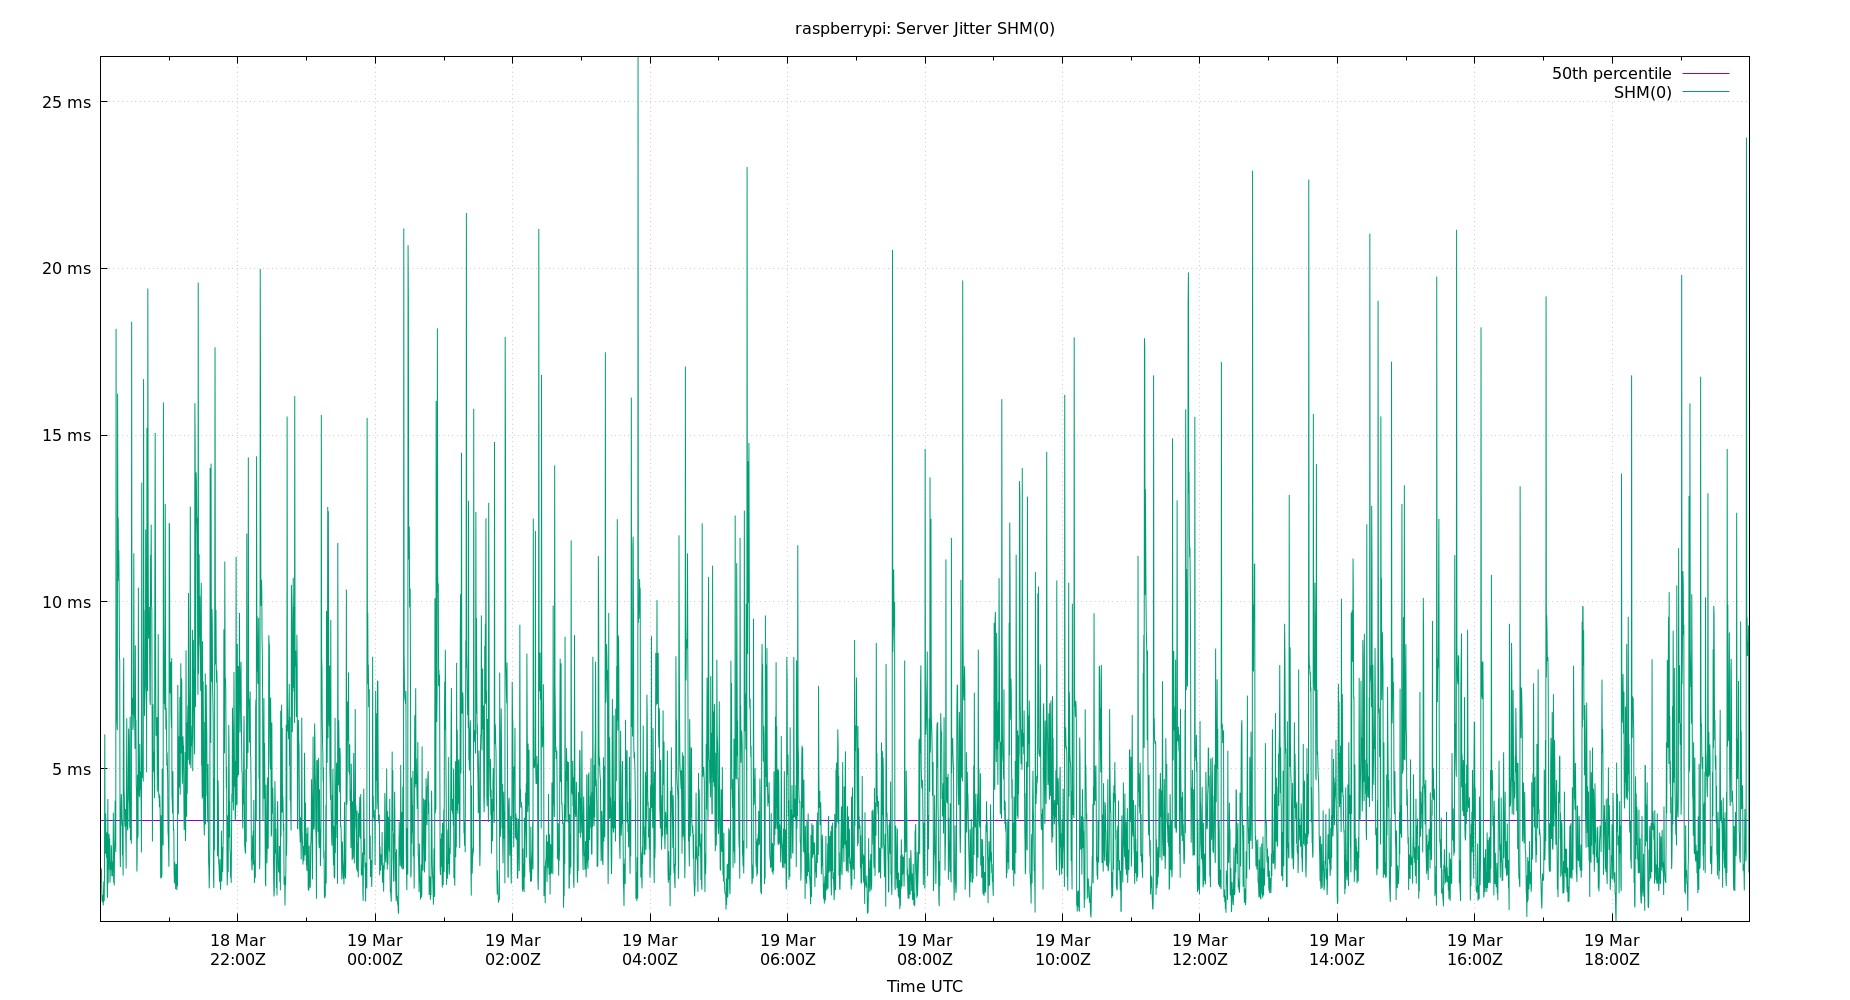 raspberrypi: Server Jitter SHM(0)
50th percentile
SHM(0)
25 ms
20 ms
15 ms
10 ms
5 ms
18 Mar 19 Mar 19 Mar 19 Mar 19 Mar 19 Mar 19 Mar 19 Mar 19 Mar 19 Mar 19 Mar
22:00Z 00:00Z 02:00Z 04:00Z 06:00Z 08:00Z 10:00Z 12:00Z 14:00Z 16:00Z 18:00Z
Time UTC